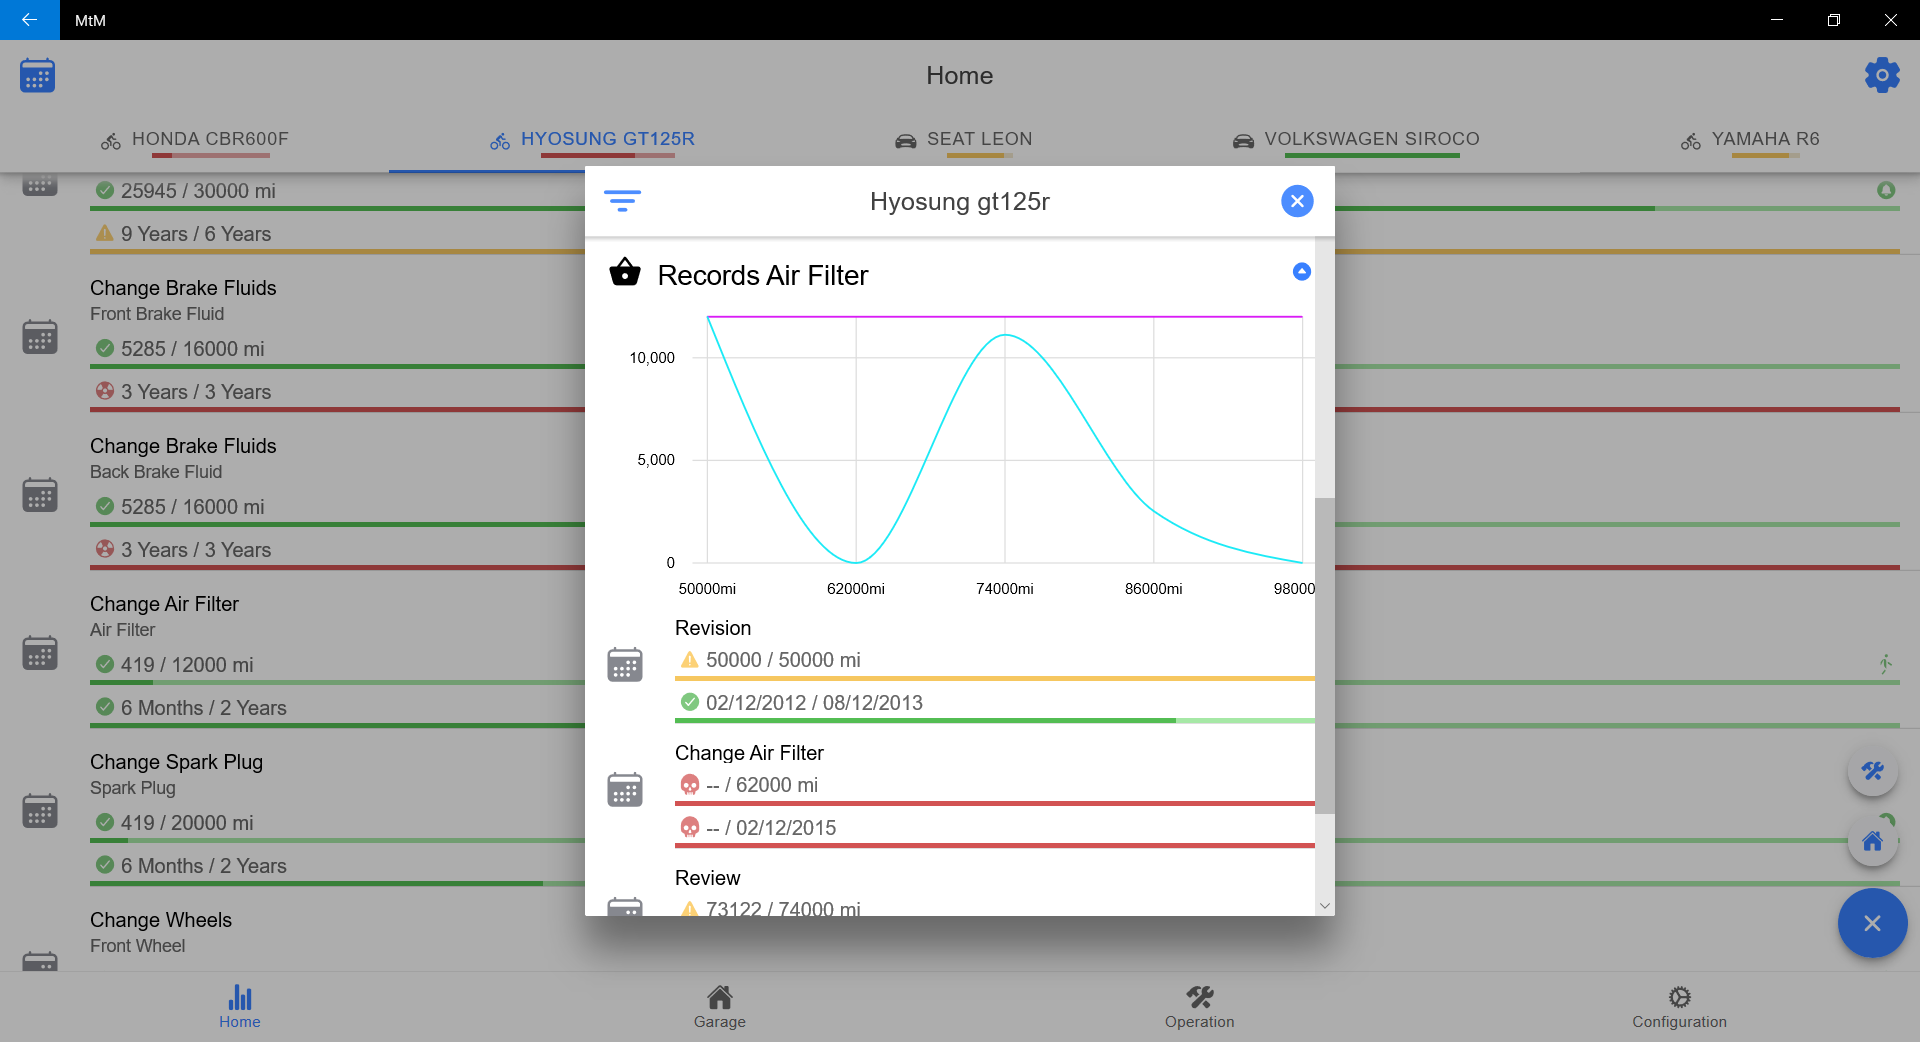 MtM
Home
HONDA CBR600F
HYOSUNG GT125R
SEAT LEON
VOLKSWAGEN SIROCO
YAMAHA R6
25945 / 30000 mi
9 Years / 6 Years
Change Brake Fluids
Front Brake Fluid
5285 / 16000 mi
3 Years / 3 Years
Change Brake Fluids
Back Brake Fluid
5285 / 16000 mi
3 Years / 3 Years
Change Air Filter
Air Filter
419 / 12000 mi
6 Months / 2 Years
Change Spark Plug
Spark Plug
419 / 20000 mi
6 Months / 2 Years
Change Wheels
Front Wheel
Hyosung gt125r
Records Air Filter
10,000
5,000
0
50000mi
62000mi
74000mi
86000mi
98000
Revision
50000 / 50000 mi
02/12/2012 / 08/12/2013
Change Air Filter
-- / 62000 mi
-- / 02/12/2015
Review
73122 / 74000 mi
Home
Garage
Operation
Configuration